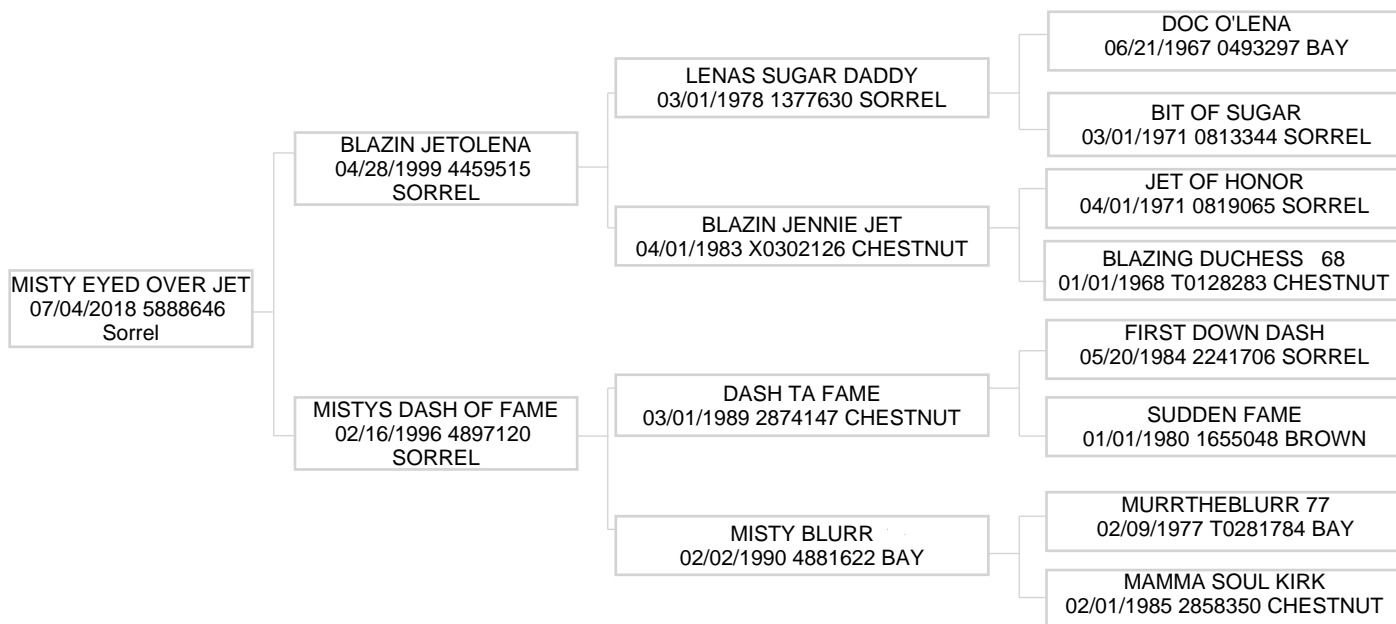 MISTY EYED OVER JET
07/04/2018 5888646
Sorrel
BLAZIN JETOLENA
04/28/1999 4459515
SORREL
MISTYS DASH OF FAME
02/16/1996 4897120
SORREL
LENAS SUGAR DADDY
03/01/1978 1377630 SORREL
BLAZIN JENNIE JET
04/01/1983 X0302126 CHESTNUT
DASH TA FAME
03/01/1989 2874147 CHESTNUT
MISTY BLURR
02/02/1990 4881622 BAY
DOC O'LENA
06/21/1967 0493297 BAY
BIT OF SUGAR
03/01/1971 0813344 SORREL
JET OF HONOR
04/01/1971 0819065 SORREL
BLAZING DUCHESS 68
01/01/1968 T0128283 CHESTNUT
FIRST DOWN DASH
05/20/1984 2241706 SORREL
SUDDEN FAME
01/01/1980 1655048 BROWN
MURRTHEBLURR 77
02/09/1977 T0281784 BAY
MAMMA SOUL KIRK
02/01/1985 2858350 CHESTNUT